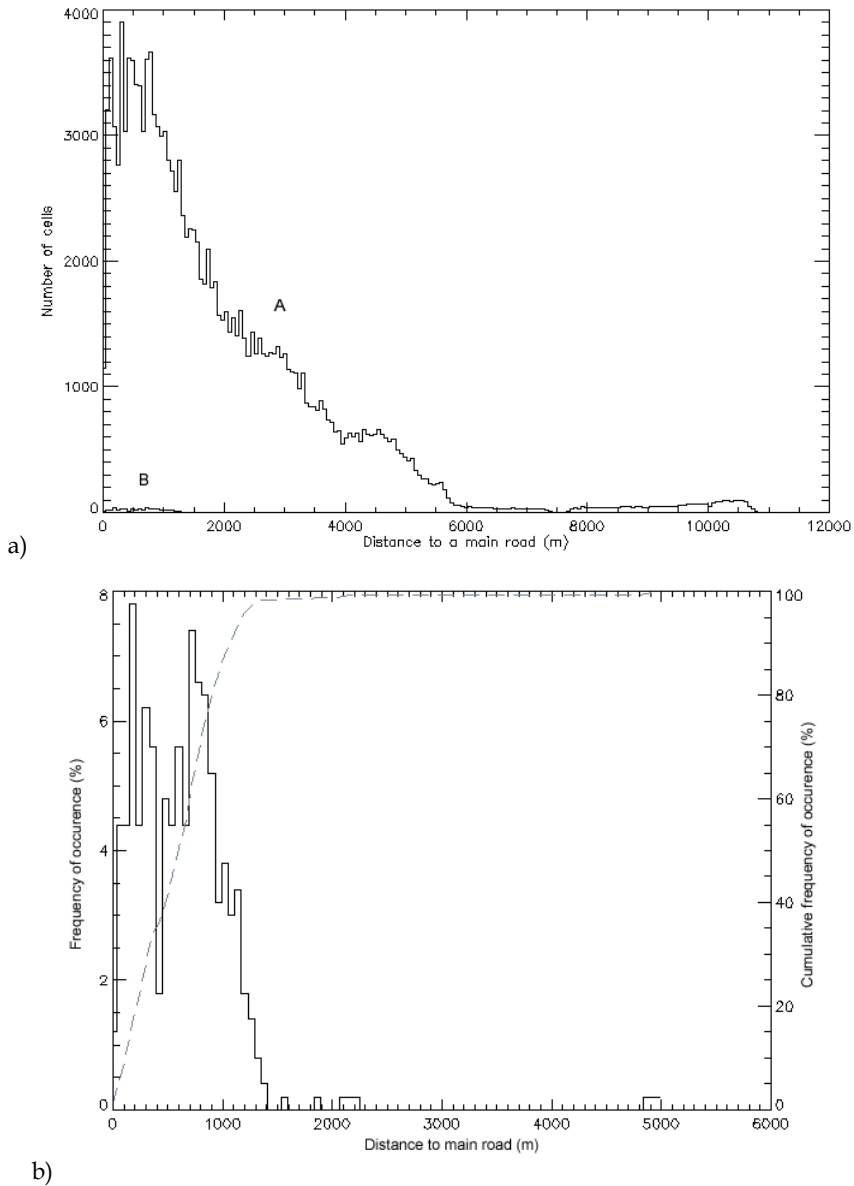 4000
3000
2000
1000
0
Number of cells
A
B
0 2000 4000 6000 8000 10000 12000
Distance to a main road (m)
a)
8
6
4
2
0
Frequency of occurence (%)
100
80
60
40
20
0
Cumulative frequency of occurence (%)
0 1000 2000 3000 4000 5000 6000
Distance to main road (m)
b)